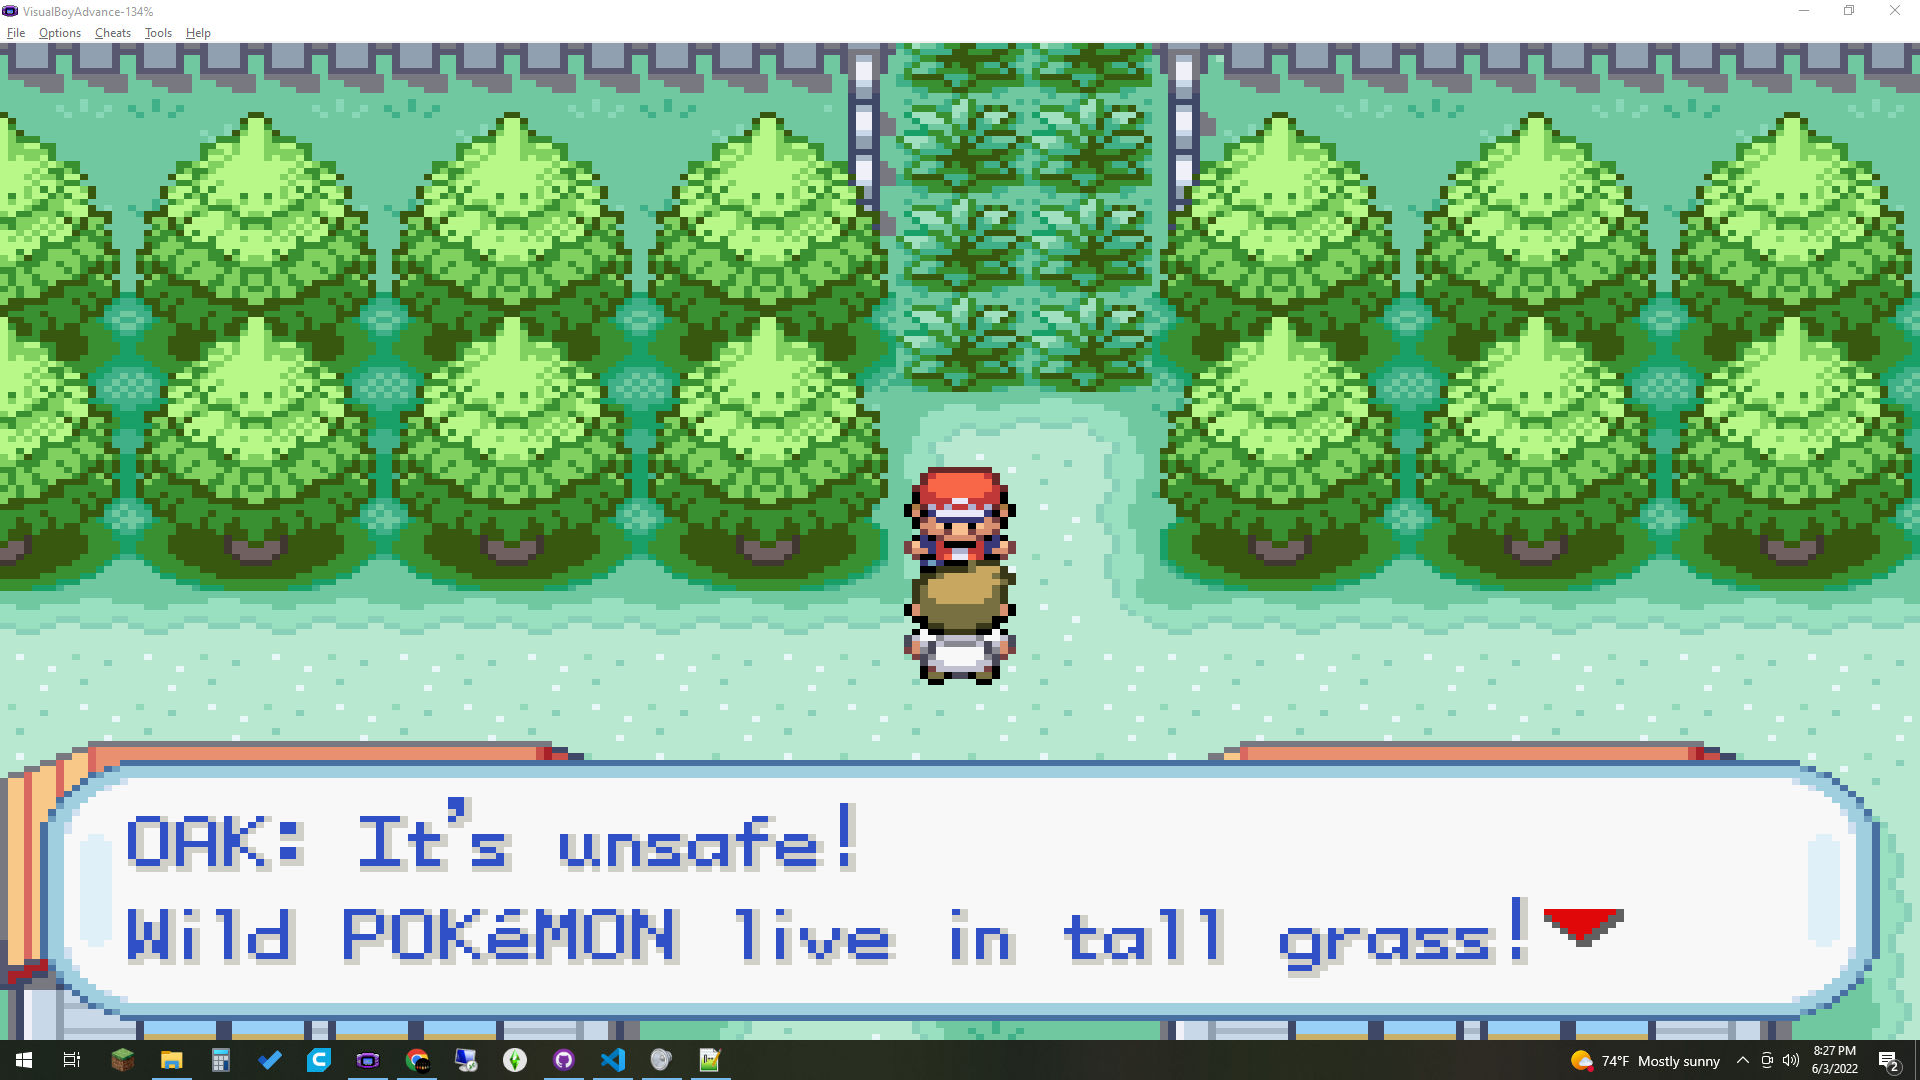 VisualBoyAdvance-134%
File Options Cheats Tools Help
OAK: It's unsafe!
Wild POKéMON live in tall grass!
74°F Mostly sunny
8:27 PM
6/3/2022
2